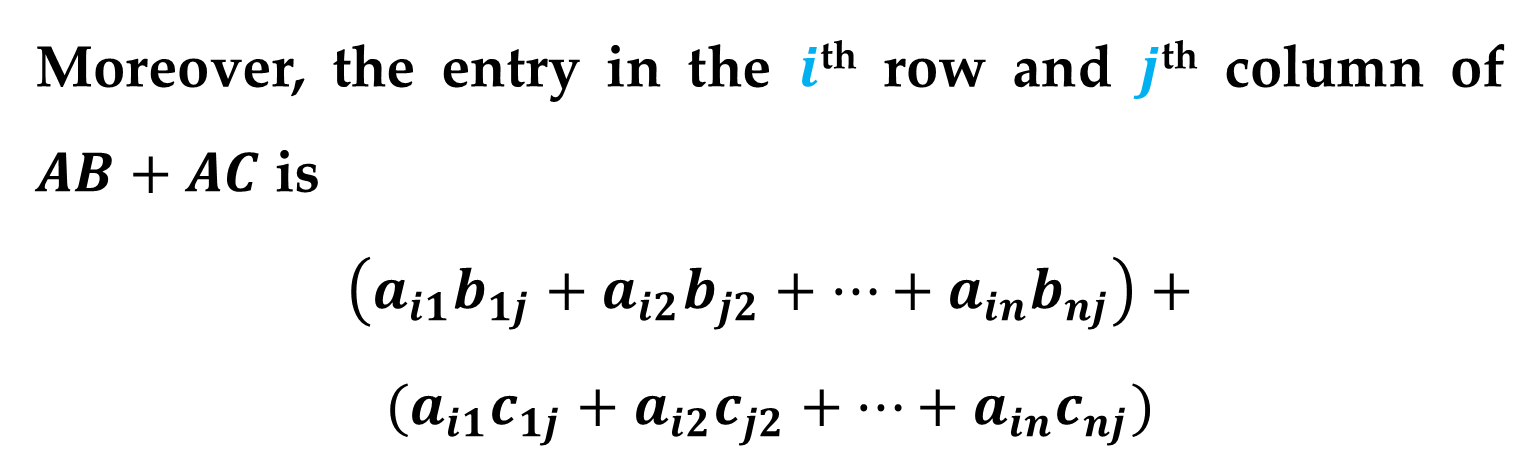 Moreover, the entry in the iᵗʰ row and jᵗʰ column of
AB + AC is
(aᵢ₁b₁ⱼ + aᵢ₂bⱼ₂ + ⋯ + aᵢₙbₙⱼ) +
(aᵢ₁c₁ⱼ + aᵢ₂cⱼ₂ + ⋯ + aᵢₙcₙⱼ)